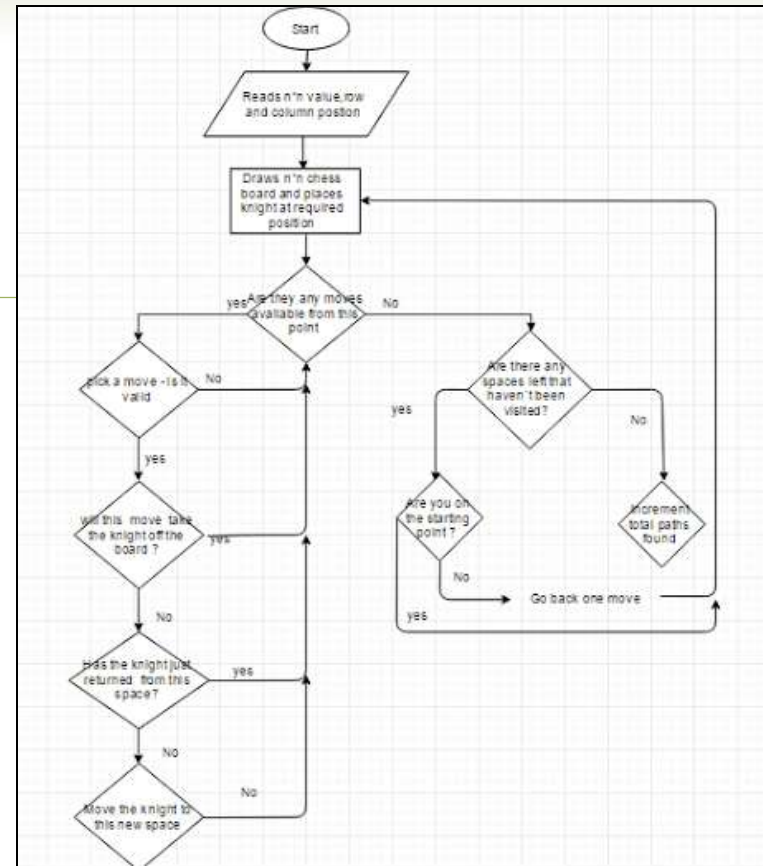 Start
Reads n*n value,row
and column postion
Draws n*n chess
board and places
knight at required
position
Are they any moves
available from this
point
yes
No
pick a move - Is it
valid
No
yes
Are there any
spaces left that
haven't been
visited?
yes
No
will this move take
the knight off the
board ?
yes
No
Are you on
the starting
point ?
No
yes
Increment
total paths
found
Go back one move
Has the knight just
returned from this
space?
yes
No
Move the knight to
this new space
No